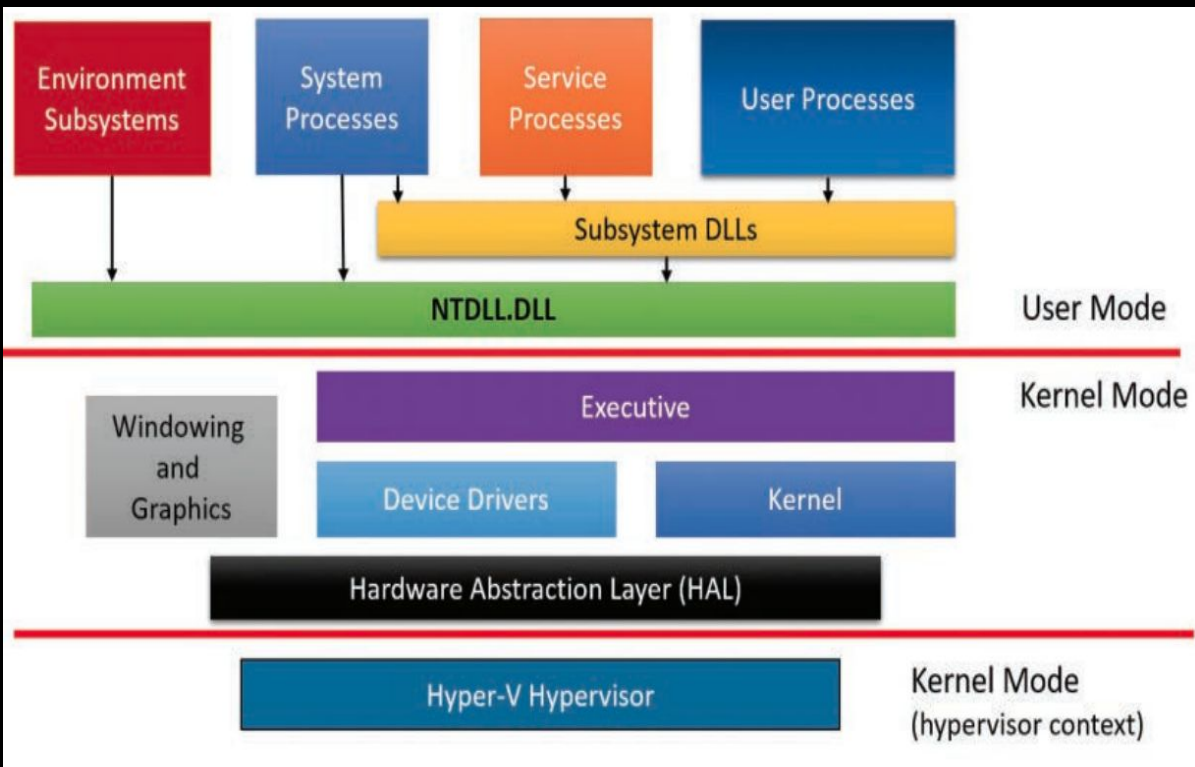 Environment
Subsystems
System
Processes
Service
Processes
User Processes
Subsystem DLLs
NTDLL.DLL
User Mode
Kernel Mode
Executive
Windowing
and
Graphics
Device Drivers
Kernel
Hardware Abstraction Layer (HAL)
Hyper-V Hypervisor
Kernel Mode
(hypervisor context)